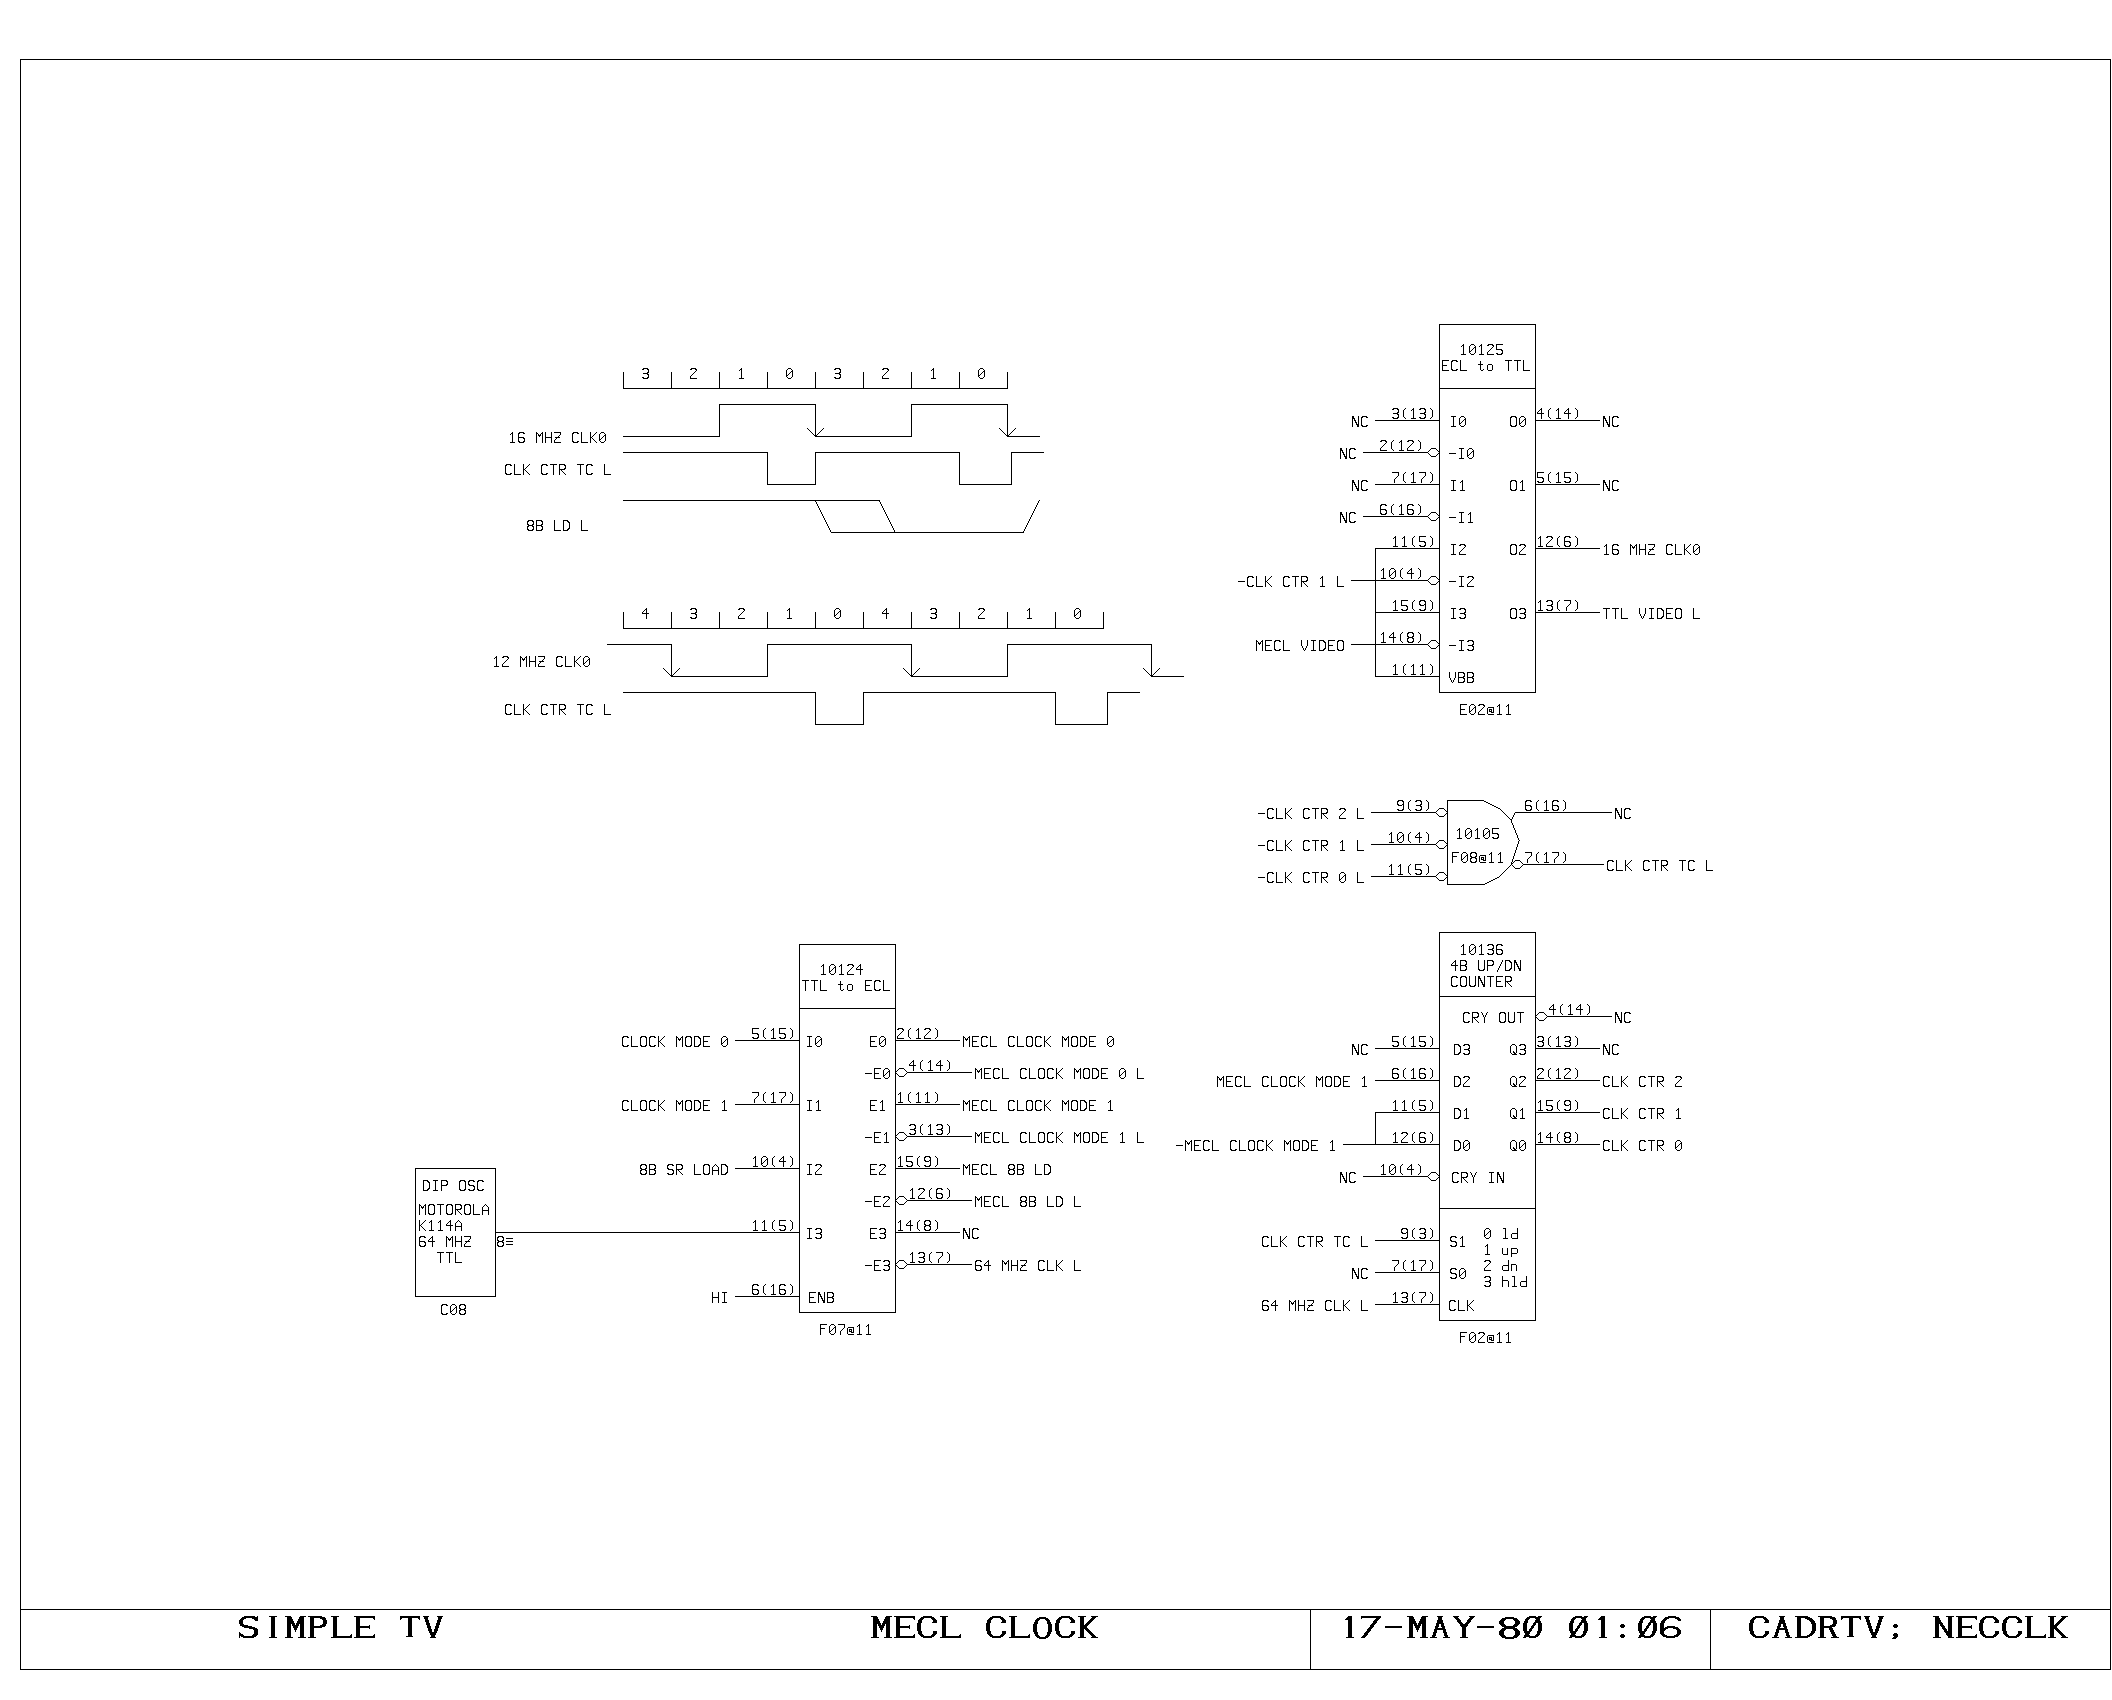 3 2 1 0 3 2 1 0
16 MHZ CLK0
CLK CTR TC L
8B LD L
4 3 2 1 0 4 3 2 1 0
12 MHZ CLK0
CLK CTR TC L
10125
ECL to TTL
NC 3(13) I0 O0 4(14) NC
NC 2(12) -I0
NC 7(17) I1 O1 5(15) NC
NC 6(16) -I1
11(5) I2 O2 12(6) 16 MHZ CLK0
-CLK CTR 1 L 10(4) -I2
15(9) I3 O3 13(7) TTL VIDEO L
MECL VIDEO 14(8) -I3
1(11) VBB
E02@11
-CLK CTR 2 L 9(3) 6(16) NC
10105
-CLK CTR 1 L 10(4)
F08@11 7(17) CLK CTR TC L
-CLK CTR 0 L 11(5)
10124
TTL to ECL
CLOCK MODE 0 5(15) I0 E0 2(12) MECL CLOCK MODE 0
-E0 4(14) MECL CLOCK MODE 0 L
CLOCK MODE 1 7(17) I1 E1 1(11) MECL CLOCK MODE 1
-E1 3(13) MECL CLOCK MODE 1 L
8B SR LOAD 10(4) I2 E2 15(9) MECL 8B LD
-E2 12(6) MECL 8B LD L
11(5) I3 E3 14(8) NC
-E3 13(7) 64 MHZ CLK L
HI 6(16) ENB
F07@11
DIP OSC
MOTOROLA
K114A
64 MHZ 8≡
TTL
C08
10136
4B UP/DN
COUNTER
CRY OUT 4(14) NC
NC 5(15) D3 Q3 3(13) NC
MECL CLOCK MODE 1 6(16) D2 Q2 2(12) CLK CTR 2
11(5) D1 Q1 15(9) CLK CTR 1
-MECL CLOCK MODE 1 12(6) D0 Q0 14(8) CLK CTR 0
NC 10(4) CRY IN
CLK CTR TC L 9(3) S1 0 ld
1 up
NC 7(17) S0 2 dn
3 hld
64 MHZ CLK L 13(7) CLK
F02@11
SIMPLE TV MECL CLOCK 17-MAY-80 01:06 CADRTV; NECCLK